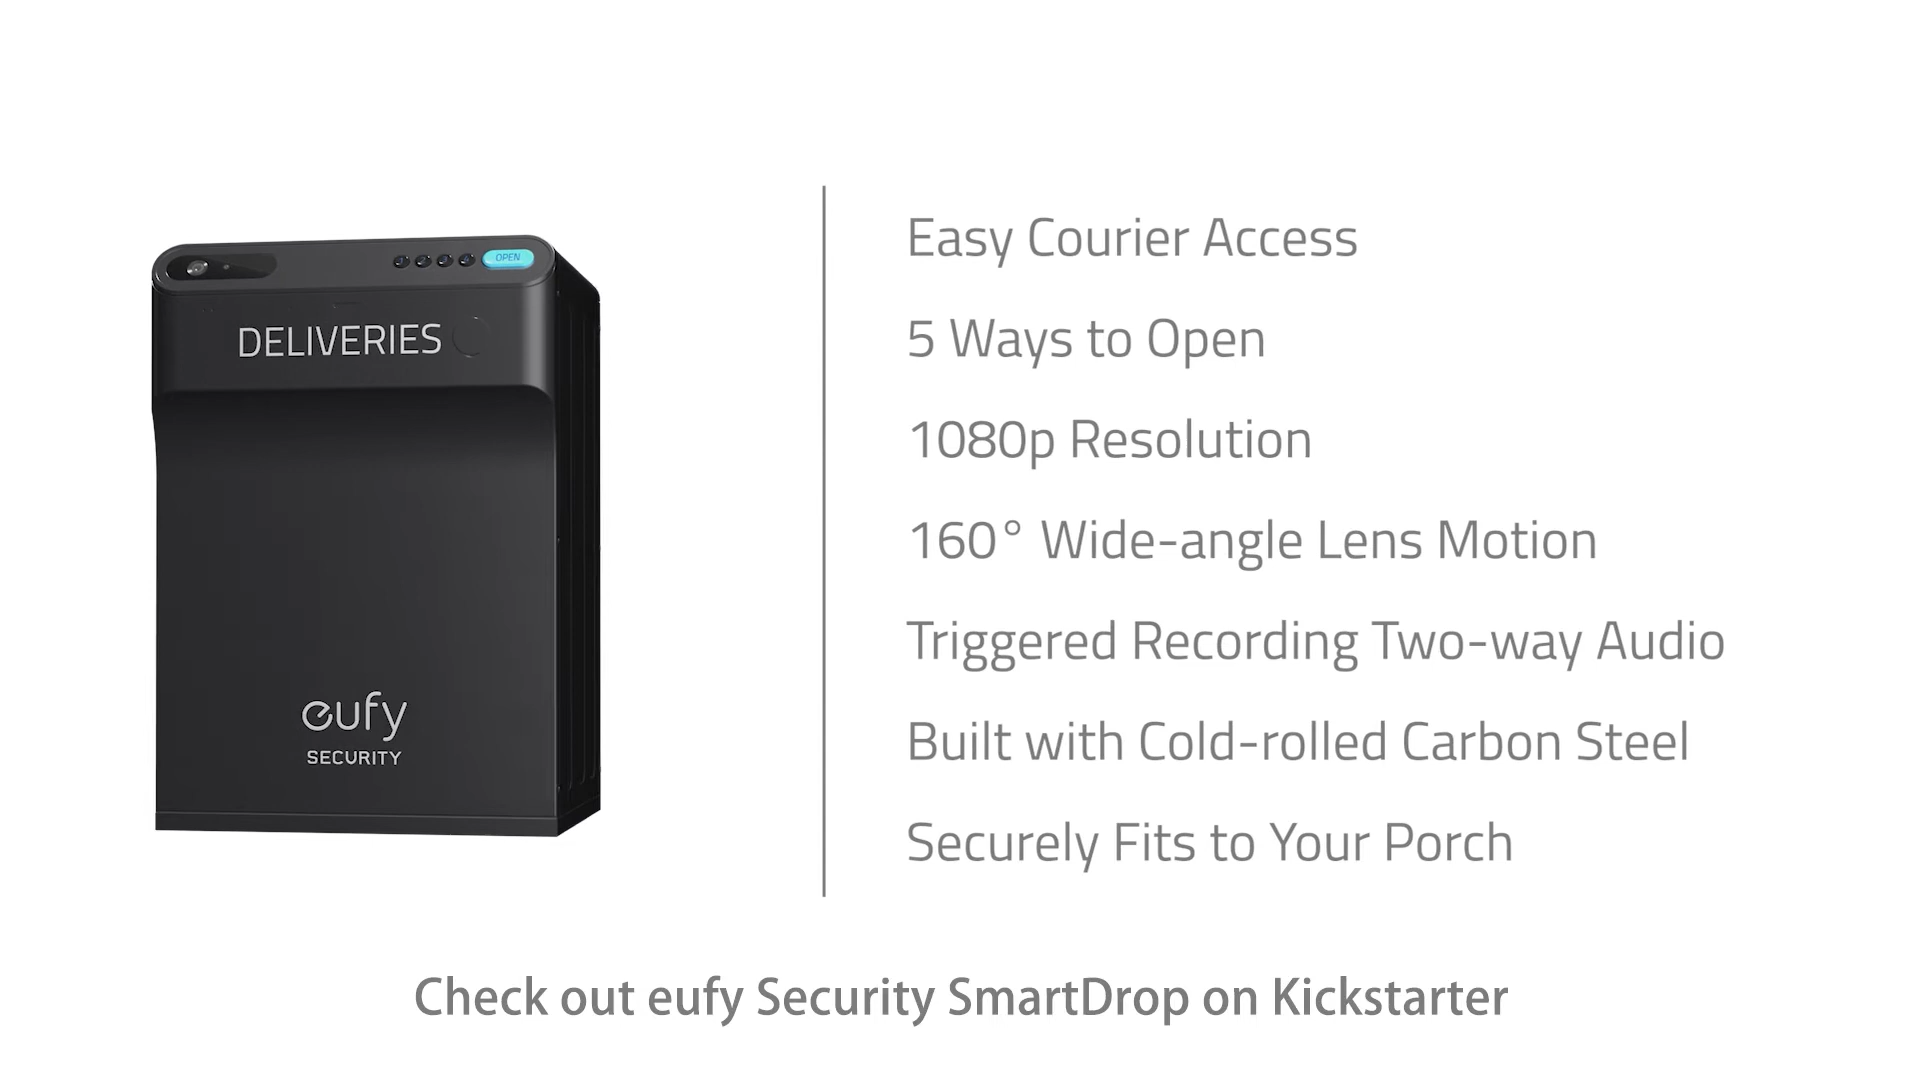 OPEN
DELIVERIES
eufy
SECURITY
Easy Courier Access
5 Ways to Open
1080p Resolution
160° Wide-angle Lens Motion
Triggered Recording Two-way Audio
Built with Cold-rolled Carbon Steel
Securely Fits to Your Porch
Check out eufy Security SmartDrop on Kickstarter